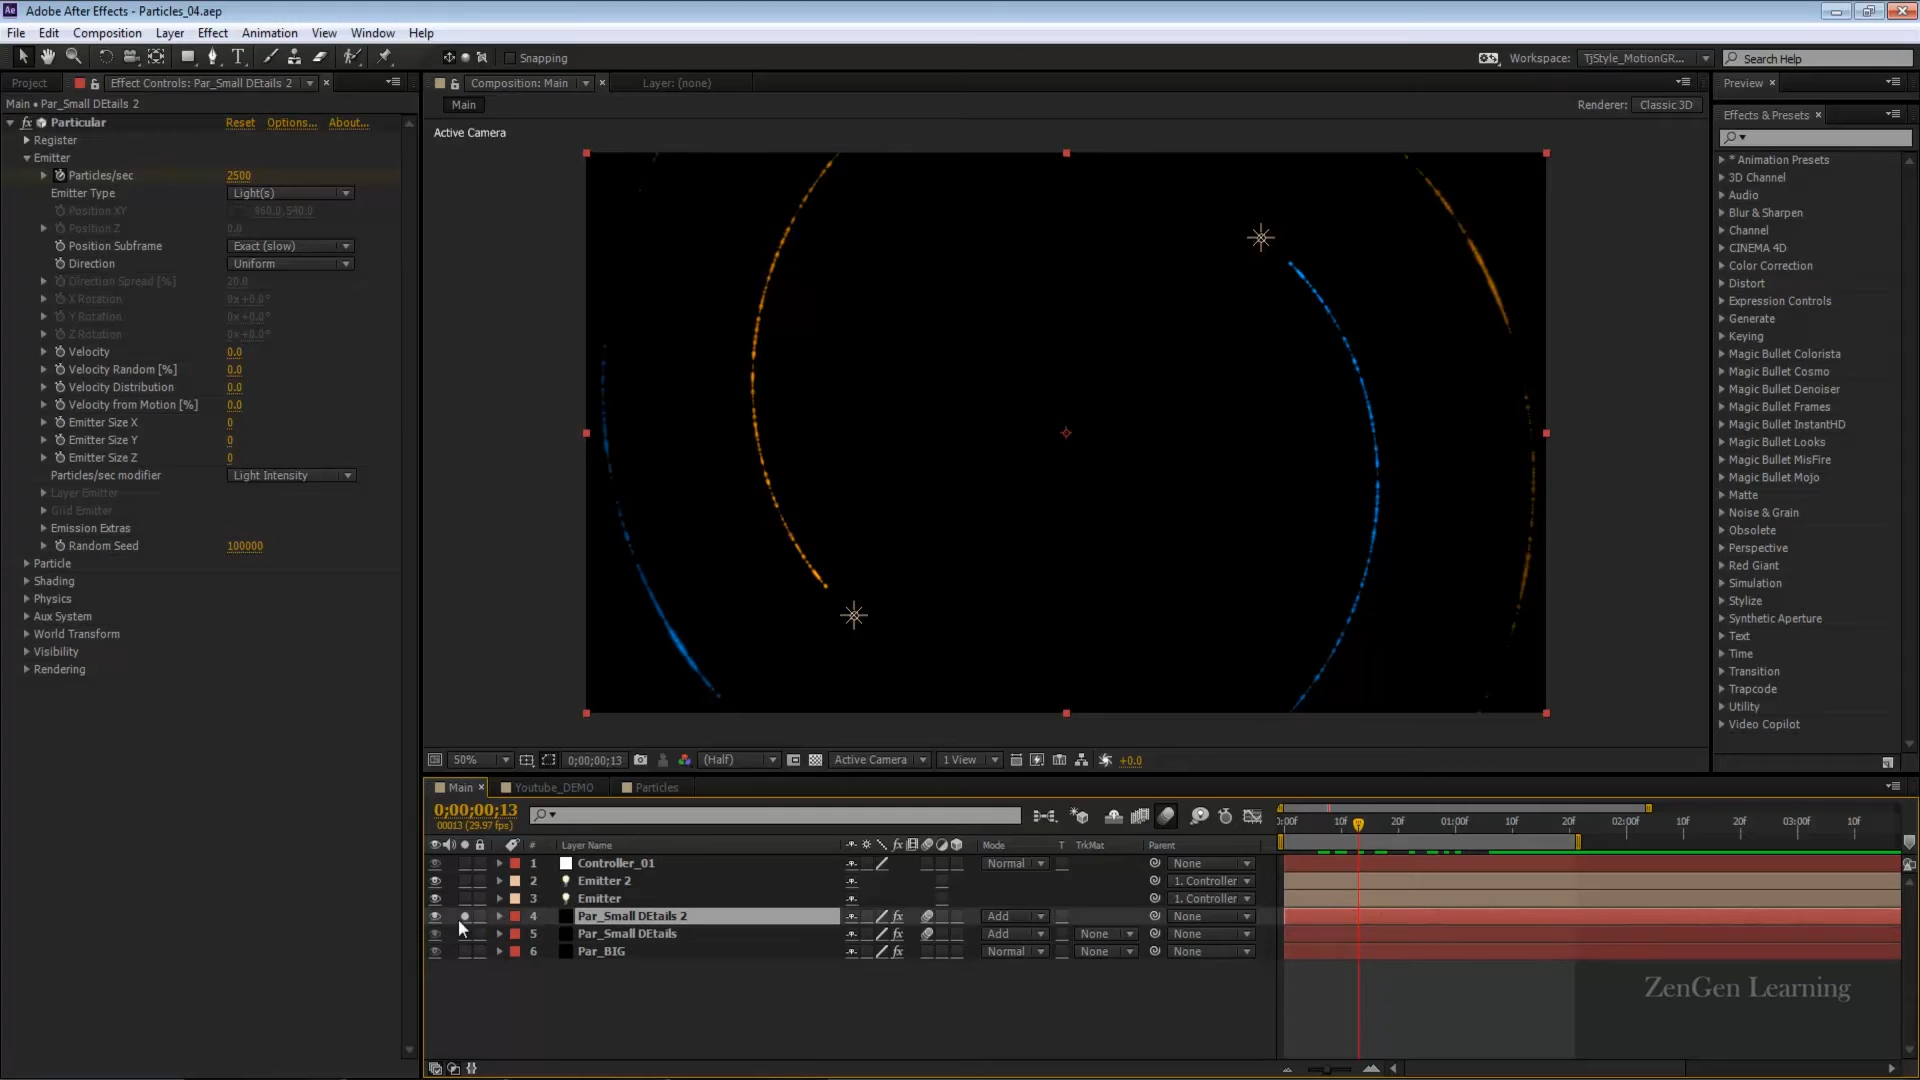 Adobe After Effects - Particles_04.aep
File Edit Composition Layer Effect Animation View Window Help
Snapping
Workspace: TjStyle_MotionGR... Search Help
Project Effect Controls: Par_Small DEtails 2
Main • Par_Small DEtails 2
fx Particular Reset Options... About...
Register
Emitter
Particles/sec 2500
Emitter Type Light(s)
Position XY 960.0,540.0
Position Z 0.0
Position Subframe Exact (slow)
Direction Uniform
Direction Spread [%] 20.0
X Rotation 0x+0.0°
Y Rotation 0x+0.0°
Z Rotation 0x+0.0°
Velocity 0.0
Velocity Random [%] 0.0
Velocity Distribution 0.0
Velocity from Motion [%] 0.0
Emitter Size X 0
Emitter Size Y 0
Emitter Size Z 0
Particles/sec modifier Light Intensity
Layer Emitter
Grid Emitter
Emission Extras
Random Seed 100000
Particle
Shading
Physics
Aux System
World Transform
Visibility
Rendering
Composition: Main Layer: (none)
Main Renderer: Classic 3D
Active Camera
50% 0;00;00;13 (Half) Active Camera 1 View +0.0
Preview
Effects & Presets
* Animation Presets
3D Channel
Audio
Blur & Sharpen
Channel
CINEMA 4D
Color Correction
Distort
Expression Controls
Generate
Keying
Magic Bullet Colorista
Magic Bullet Cosmo
Magic Bullet Denoiser
Magic Bullet Frames
Magic Bullet InstantHD
Magic Bullet Looks
Magic Bullet MisFire
Magic Bullet Mojo
Matte
Noise & Grain
Obsolete
Perspective
Red Giant
Simulation
Stylize
Synthetic Aperture
Text
Time
Transition
Trapcode
Utility
Video Copilot
Main Youtube_DEMO Particles
0;00;00;13
00013 (29.97 fps)
:00f 10f 20f 01:00f 10f 20f 02:00f 10f 20f 03:00f 10f
# Layer Name fx Mode T TrkMat Parent
1 Controller_01 Normal None
2 Emitter 2 1. Controller
3 Emitter 1. Controller
4 Par_Small DEtails 2 fx Add None
5 Par_Small DEtails fx Add None None
6 Par_BIG fx Normal None None
ZenGen Learning